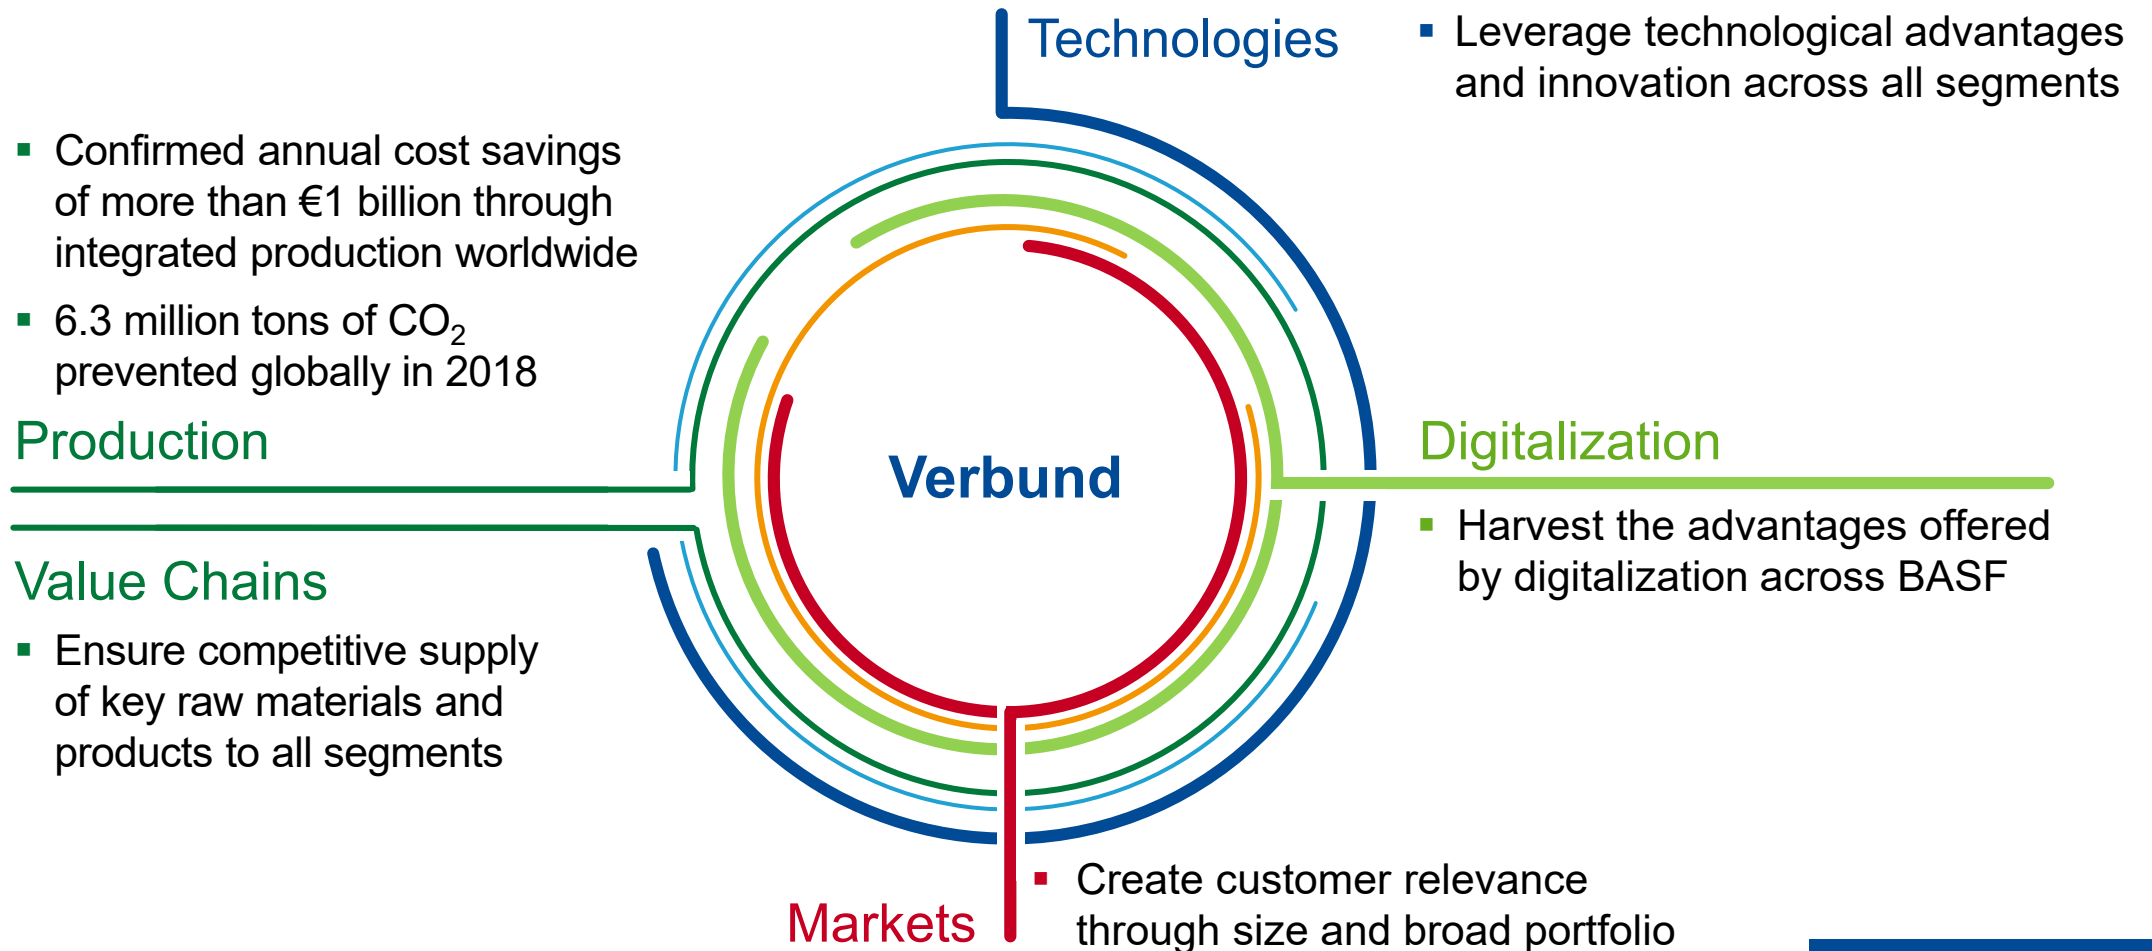 Technologies
▪ Leverage technological advantages
and innovation across all segments
▪ Confirmed annual cost savings
of more than €1 billion through
integrated production worldwide
▪ 6.3 million tons of CO₂
prevented globally in 2018
Production
Value Chains
▪ Ensure competitive supply
of key raw materials and
products to all segments
Verbund
Digitalization
▪ Harvest the advantages offered
by digitalization across BASF
Markets
▪ Create customer relevance
through size and broad portfolio